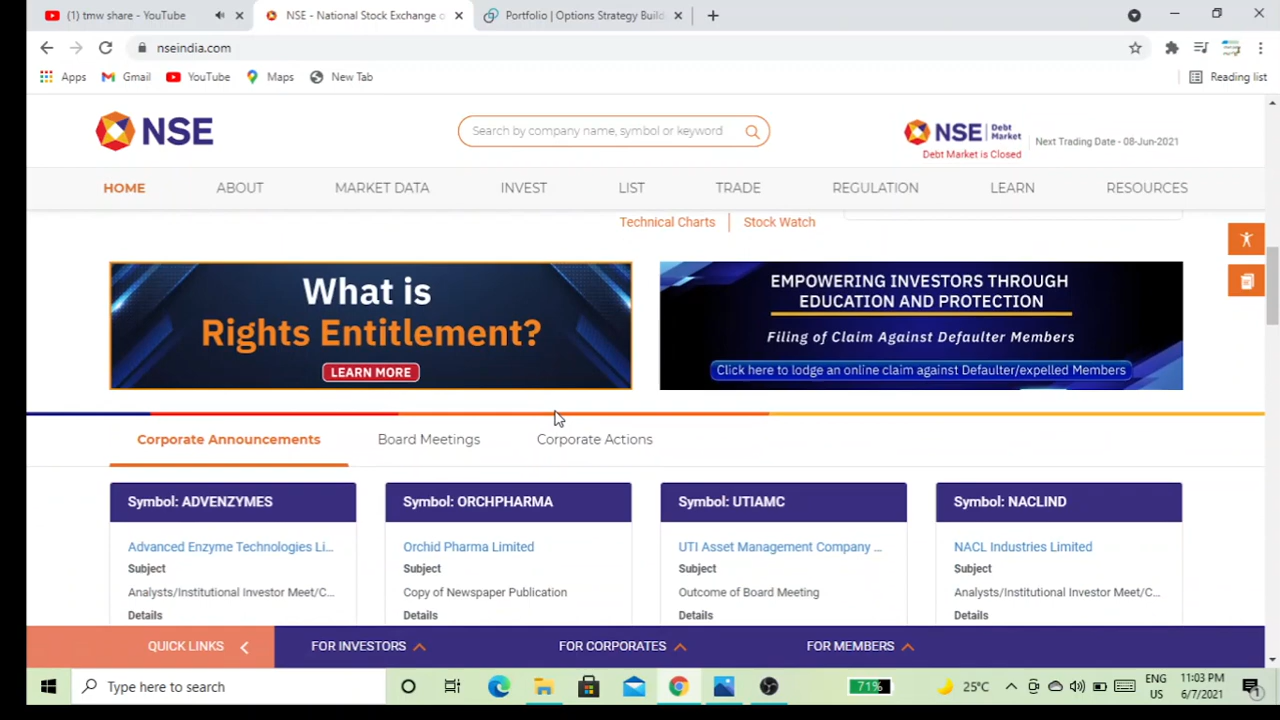 tmw share - YouTube
NSE - National Stock Exchange o
Portfolio | Options Strategy Build
nseindia.com
Apps
Gmail
YouTube
Maps
New Tab
Reading list
NSE
Search by company name, symbol or keyword
NSE Debt Market
Debt Market is Closed
Next Trading Date - 08-Jun-2021
HOME
ABOUT
MARKET DATA
INVEST
LIST
TRADE
REGULATION
LEARN
RESOURCES
Technical Charts
Stock Watch
What is
Rights Entitlement?
LEARN MORE
EMPOWERING INVESTORS THROUGH
EDUCATION AND PROTECTION
Filing of Claim Against Defaulter Members
Click here to lodge an online claim against Defaulter/expelled Members
Corporate Announcements
Board Meetings
Corporate Actions
Symbol: ADVENZYMES
Advanced Enzyme Technologies Li...
Subject
Analysts/Institutional Investor Meet/C...
Details
Symbol: ORCHPHARMA
Orchid Pharma Limited
Subject
Copy of Newspaper Publication
Details
Symbol: UTIAMC
UTI Asset Management Company ...
Subject
Outcome of Board Meeting
Details
Symbol: NACLIND
NACL Industries Limited
Subject
Analysts/Institutional Investor Meet/C...
Details
QUICK LINKS
FOR INVESTORS
FOR CORPORATES
FOR MEMBERS
Type here to search
71%
25°C
ENG
US
11:03 PM
6/7/2021
1